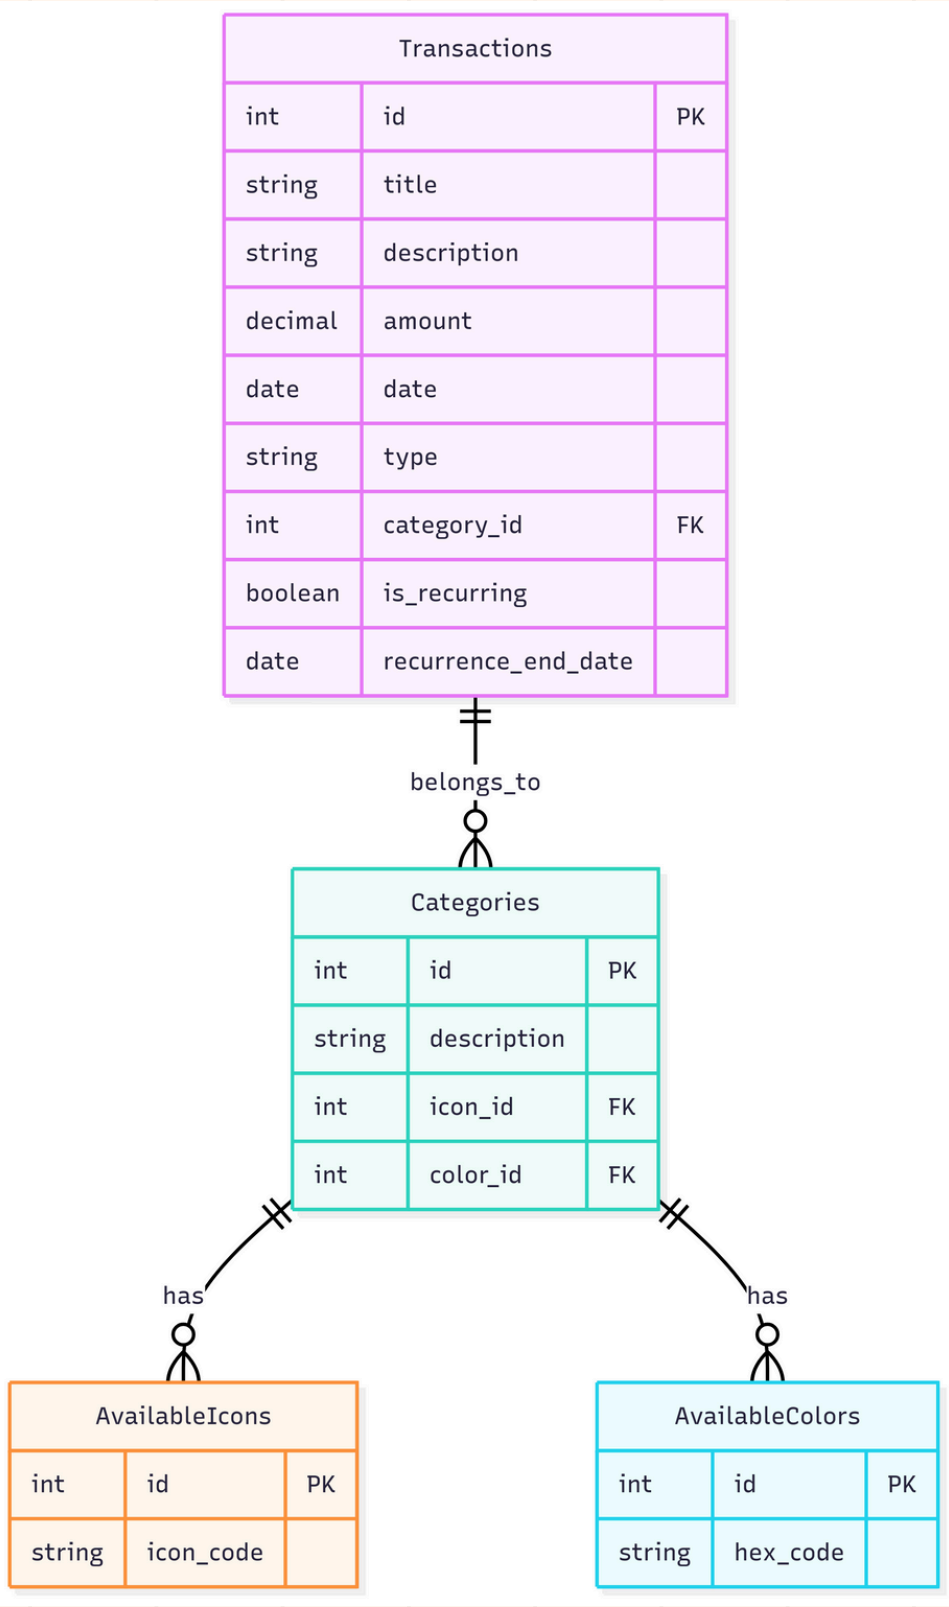 Transactions
int id PK
string title
string description
decimal amount
date date
string type
int category_id FK
boolean is_recurring
date recurrence_end_date
belongs_to
Categories
int id PK
string description
int icon_id FK
int color_id FK
has has
AvailableIcons AvailableColors
int id PK int id PK
string icon_code string hex_code